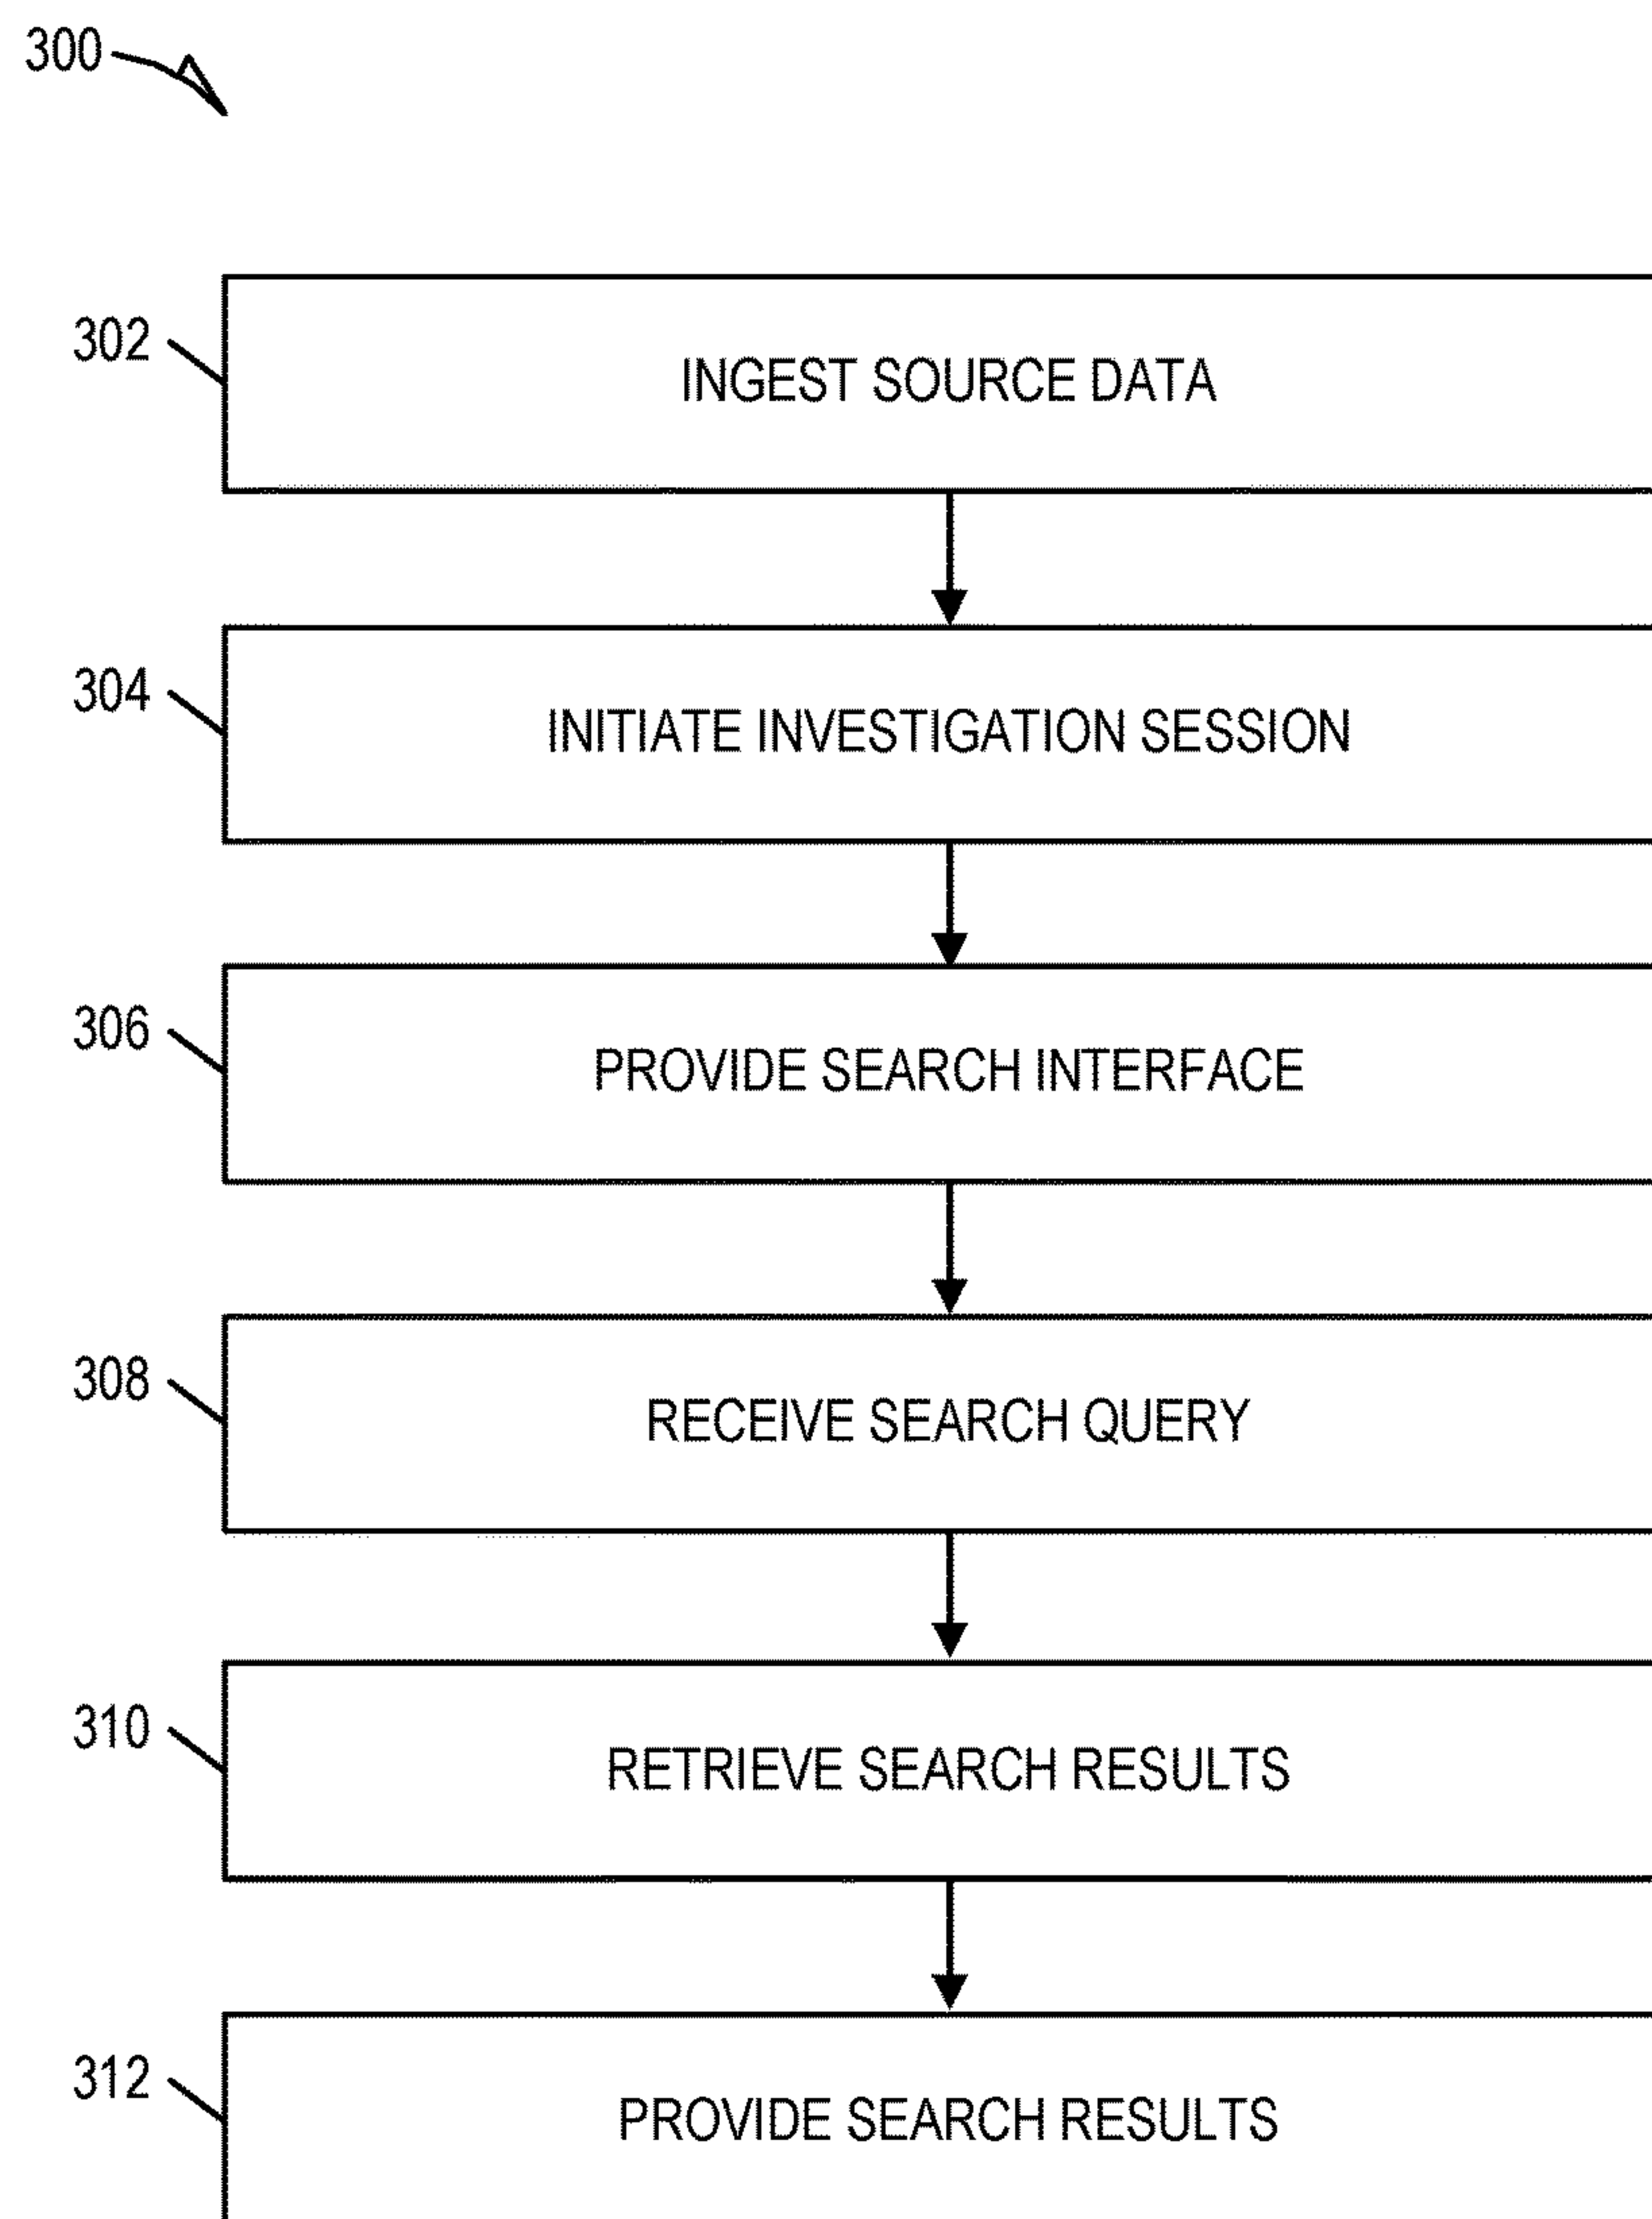 300
302
INGEST SOURCE DATA
304
INITIATE INVESTIGATION SESSION
306
PROVIDE SEARCH INTERFACE
308
RECEIVE SEARCH QUERY
310
RETRIEVE SEARCH RESULTS
312
PROVIDE SEARCH RESULTS